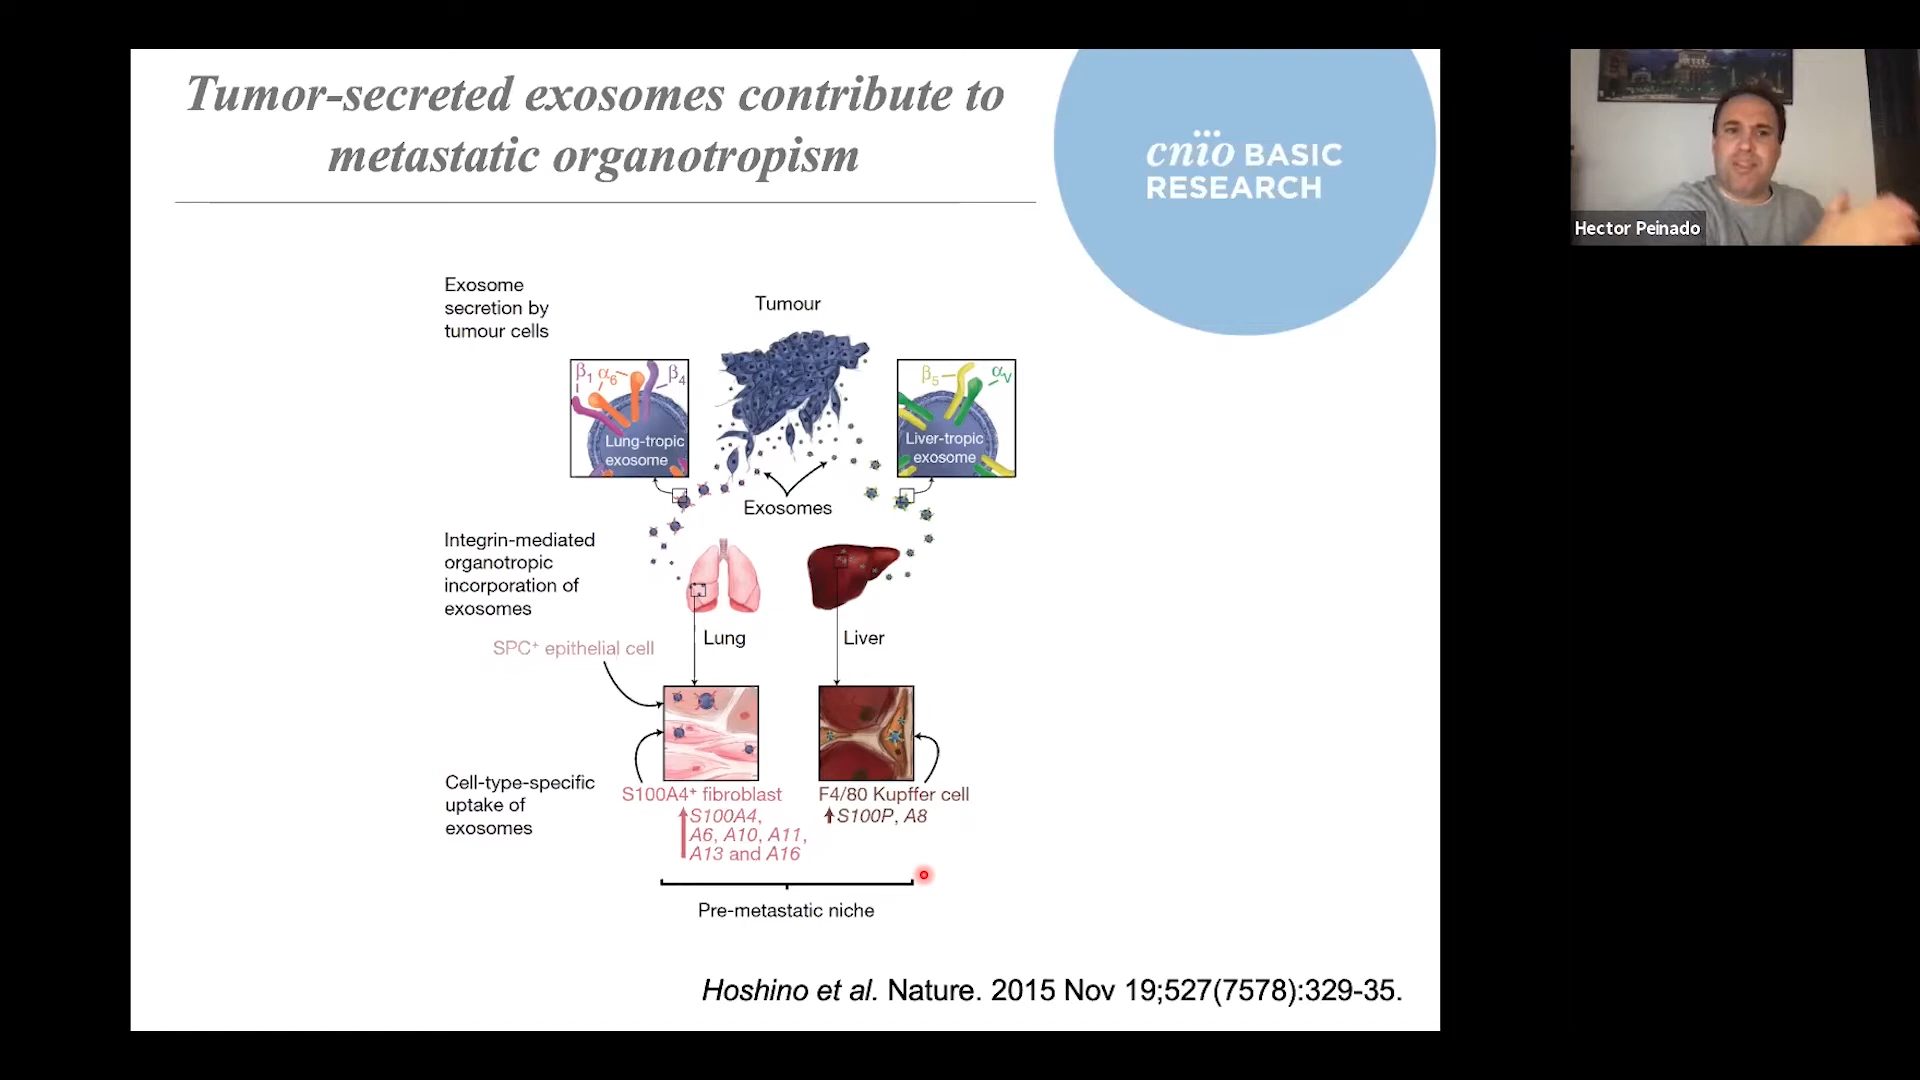 Tumor-secreted exosomes contribute to
metastatic organotropism
cnio BASIC
RESEARCH
Hector Peinado
Exosome
secretion by
tumour cells
Tumour
β1 α6 β4
Lung-tropic
exosome
β5 αV
Liver-tropic
exosome
Exosomes
Integrin-mediated
organotropic
incorporation of
exosomes
Lung
Liver
SPC⁺ epithelial cell
Cell-type-specific
uptake of
exosomes
S100A4⁺ fibroblast
S100A4,
A6, A10, A11,
A13 and A16
F4/80 Kupffer cell
S100P, A8
Pre-metastatic niche
Hoshino et al. Nature. 2015 Nov 19;527(7578):329-35.